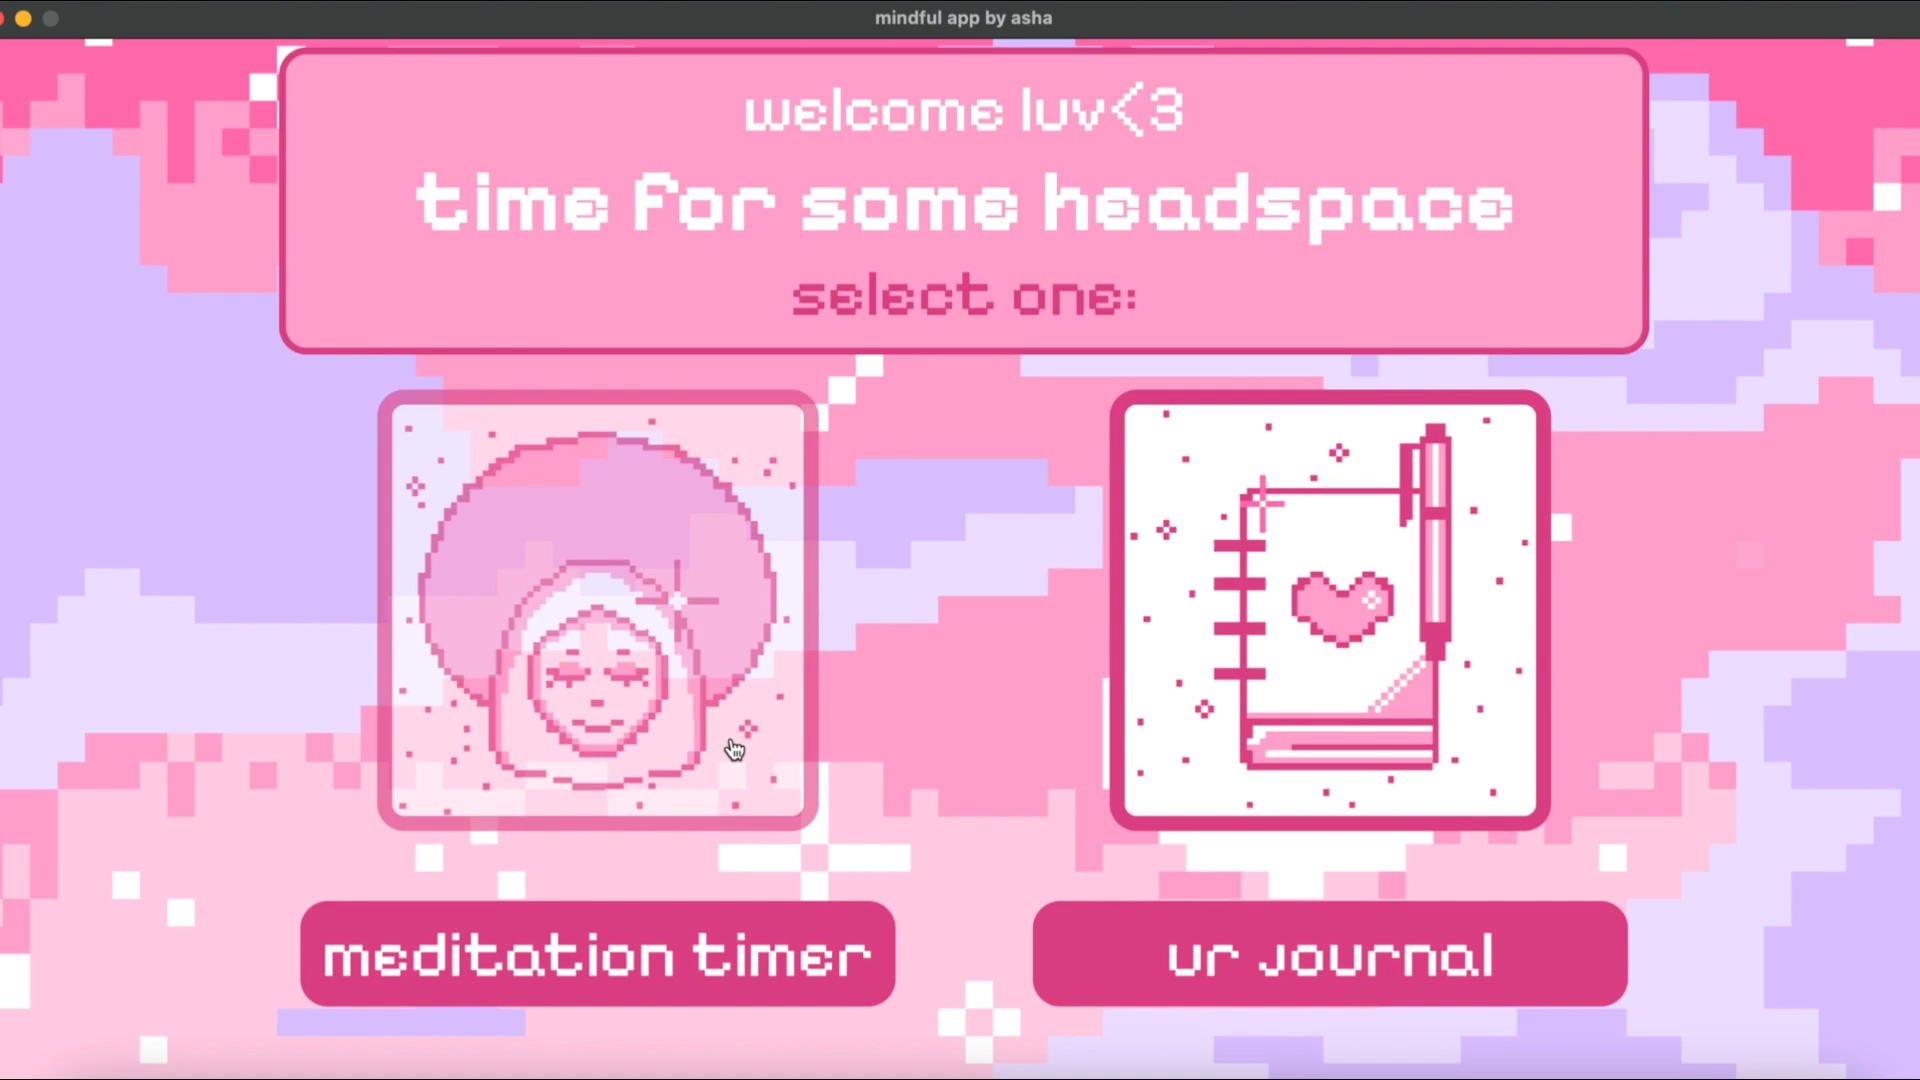 mindful app by asha
welcome luv<3
time for some headspace
select one:
meditation timer
ur journal